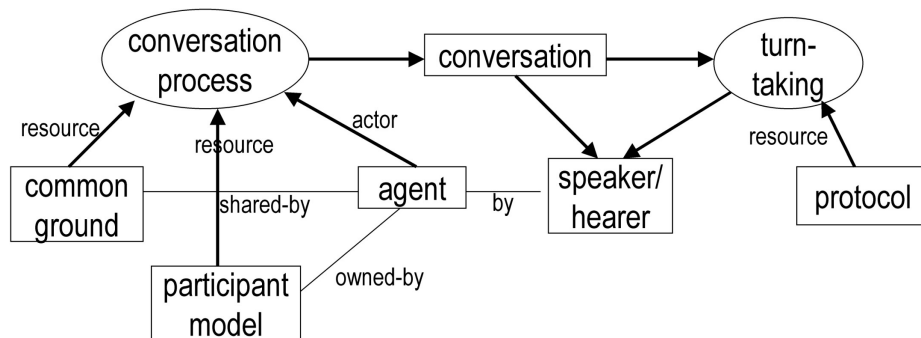 conversation
process
conversation
turn-
taking
resource
resource
actor
resource
common
ground
shared-by
agent
by
speaker/
hearer
protocol
owned-by
participant
model